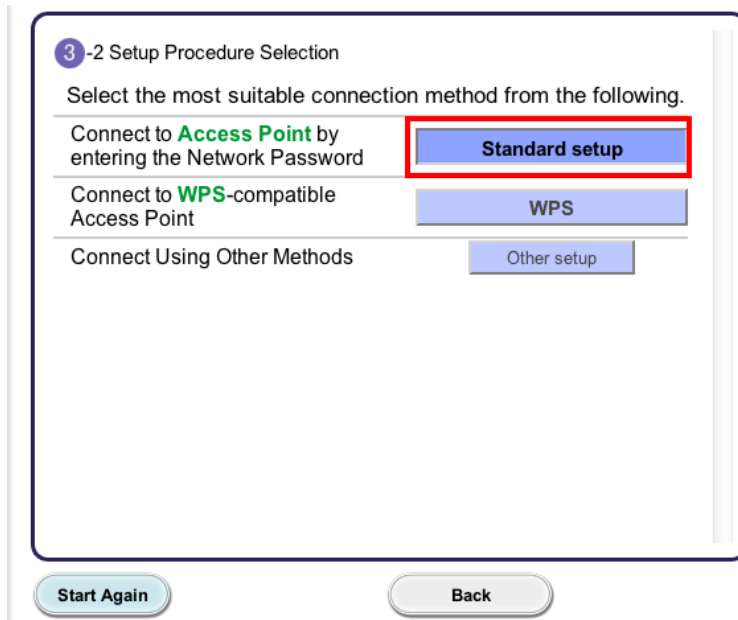 3-2 Setup Procedure Selection
Select the most suitable connection method from the following.
Connect to Access Point by
entering the Network Password
Standard setup
Connect to WPS-compatible
Access Point
WPS
Connect Using Other Methods
Other setup
Start Again
Back